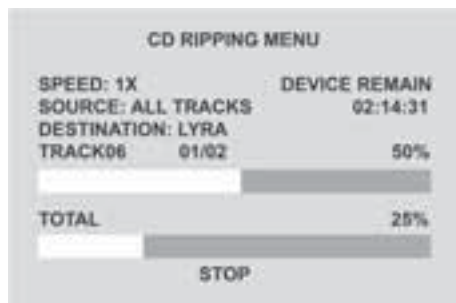 CD RIPPING MENU
SPEED: 1X DEVICE REMAIN
SOURCE: ALL TRACKS 02:14:31
DESTINATION: LYRA
TRACK06 01/02 50%
TOTAL 25%
STOP